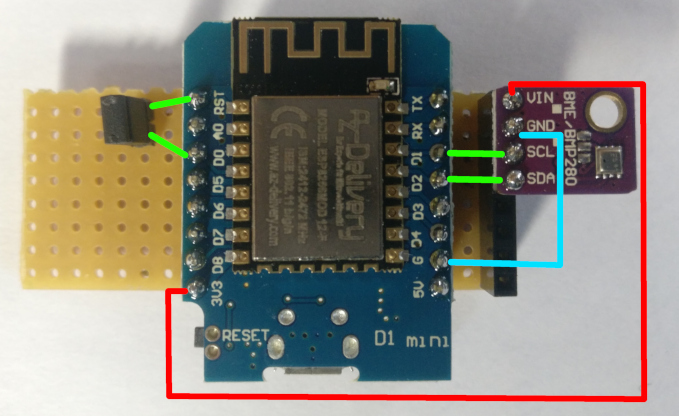 RST
A0
D0
D5
D6
D7
D8
3V3
RESET
AZ
Delivery
TX
RX
D1
D2
D3
D4
G
5V
D1 mini
VIN
GND
SCL
SDA
BME/BMP280